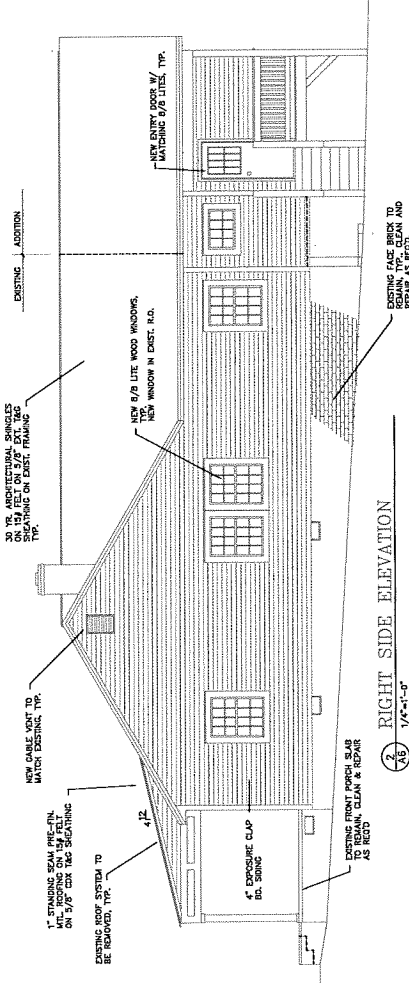 EXISTING
ADDITION
30 YR. ARCHITECTURAL SHINGLES
ON 15# FELT ON 5/8" EXT. T&G
SHEATHING ON EXIST. FRAMING
TYP.
NEW GABLE VENT TO
MATCH EXISTING, TYP.
1" STANDING SEAM PRE-FIN.
MTL. ROOFING ON 15# FELT
ON 5/8" CDX T&G SHEATHING
EXISTING ROOF SYSTEM TO
BE REMOVED, TYP.
4
12
NEW 8/8 LITE WOOD WINDOWS,
TYP.
NEW WINDOW IN EXIST. R.O.
NEW ENTRY DOOR W/
MATCHING 8/8 LITES, TYP.
4" EXPOSURE CLAP
BD. SIDING
EXISTING FRONT PORCH SLAB
TO REMAIN, CLEAN & REPAIR
AS REQ'D
EXISTING FACE BRICK TO
REMAIN, TYP., CLEAN AND
REPAIR AS REQ'D
2
A6
RIGHT SIDE ELEVATION
1/4"=1'-0"